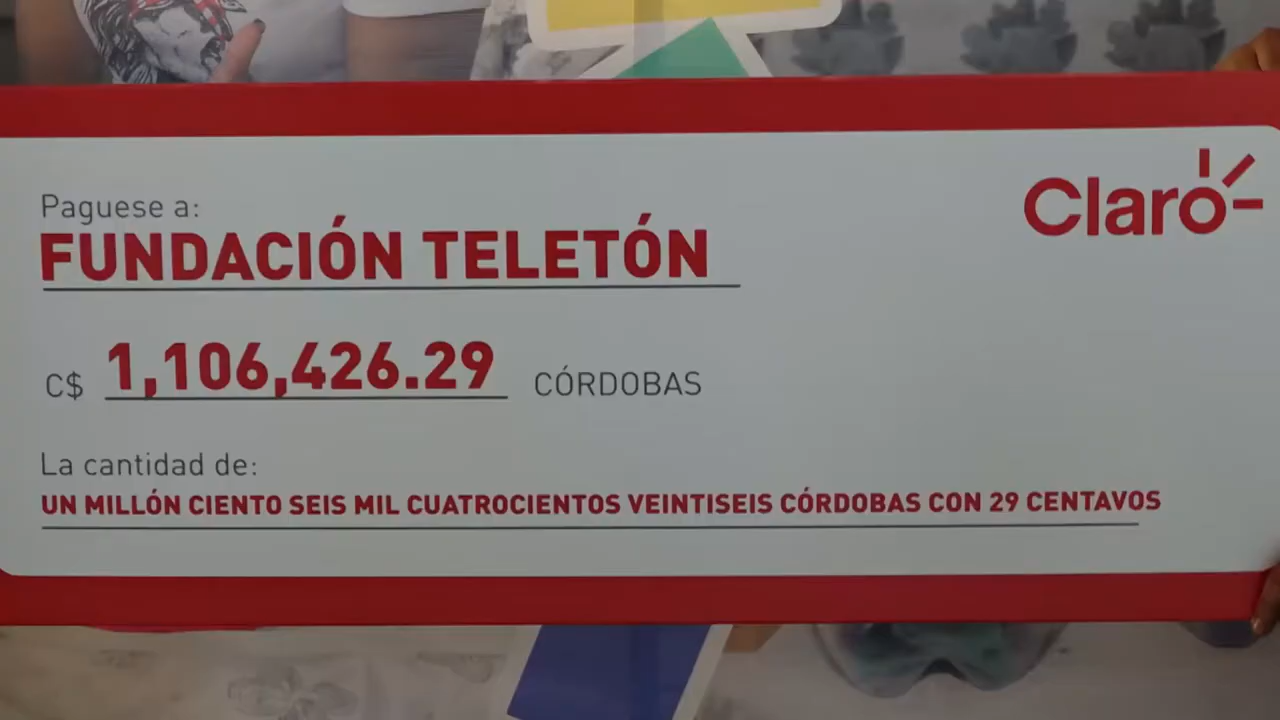 Claro
Paguese a:
FUNDACIÓN TELETÓN
C$ 1,106,426.29 CÓRDOBAS
La cantidad de:
UN MILLÓN CIENTO SEIS MIL CUATROCIENTOS VEINTISEIS CÓRDOBAS CON 29 CENTAVOS